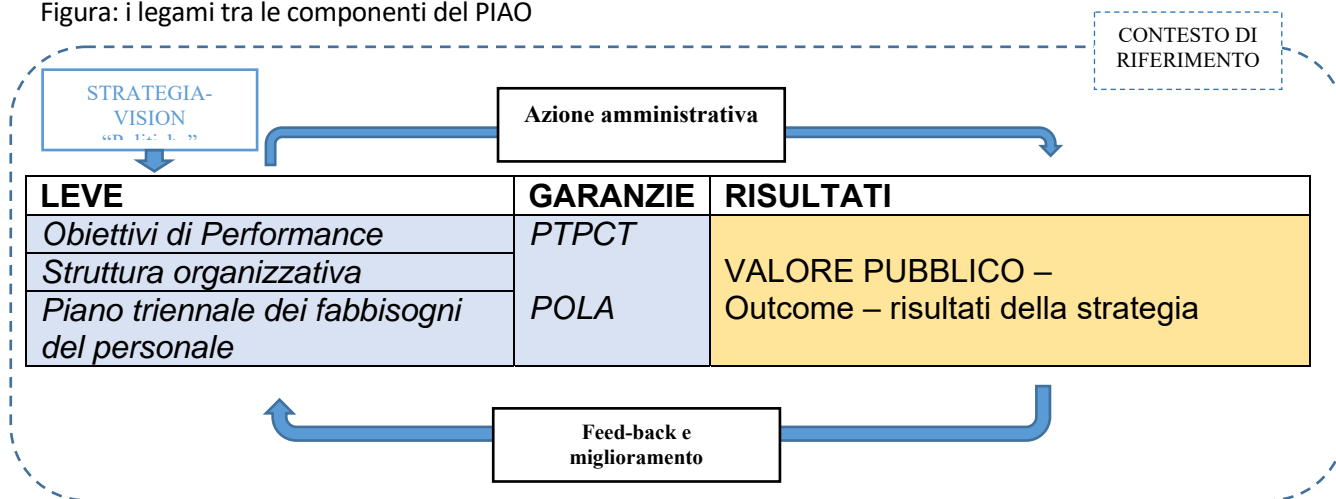 Figura: i legami tra le componenti del PIAO
CONTESTO DI
RIFERIMENTO
STRATEGIA-
VISION
Azione amministrativa
LEVE GARANZIE RISULTATI
Obiettivi di Performance PTPCT
Struttura organizzativa VALORE PUBBLICO –
Piano triennale dei fabbisogni POLA Outcome – risultati della strategia
del personale
Feed-back e
miglioramento